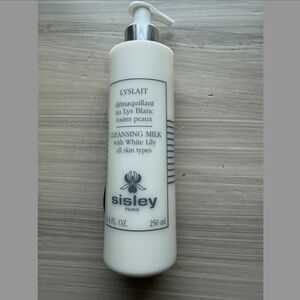 LYSLAIT
démaquillant
au Lys Blanc
toutes peaux
CLEANSING MILK
with White Lily
all skin types
sisley
PARIS
FL. OZ. 250 ml